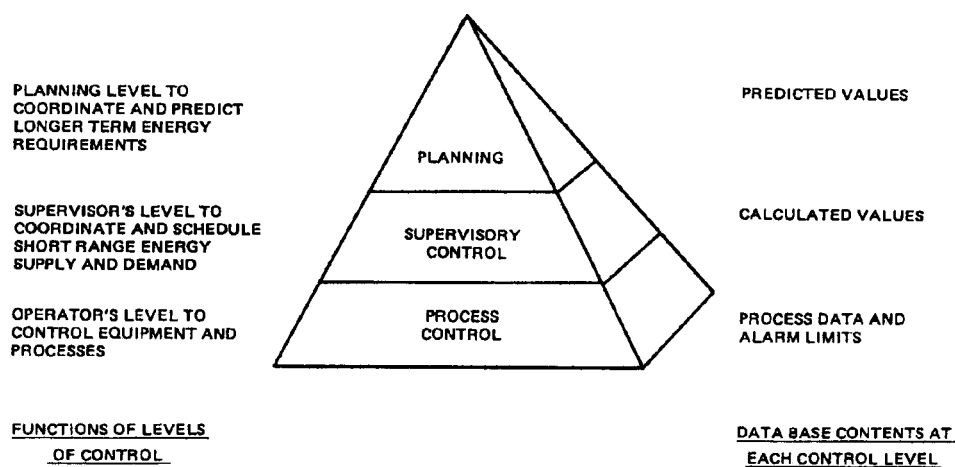 PLANNING LEVEL TO
COORDINATE AND PREDICT
LONGER TERM ENERGY
REQUIREMENTS
PLANNING
PREDICTED VALUES
SUPERVISOR'S LEVEL TO
COORDINATE AND SCHEDULE
SHORT RANGE ENERGY
SUPPLY AND DEMAND
SUPERVISORY
CONTROL
CALCULATED VALUES
OPERATOR'S LEVEL TO
CONTROL EQUIPMENT AND
PROCESSES
PROCESS
CONTROL
PROCESS DATA AND
ALARM LIMITS
FUNCTIONS OF LEVELS
OF CONTROL
DATA BASE CONTENTS AT
EACH CONTROL LEVEL